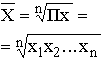 X̅ = ⁿ√Πx =
= ⁿ√x₁x₂...xₙ